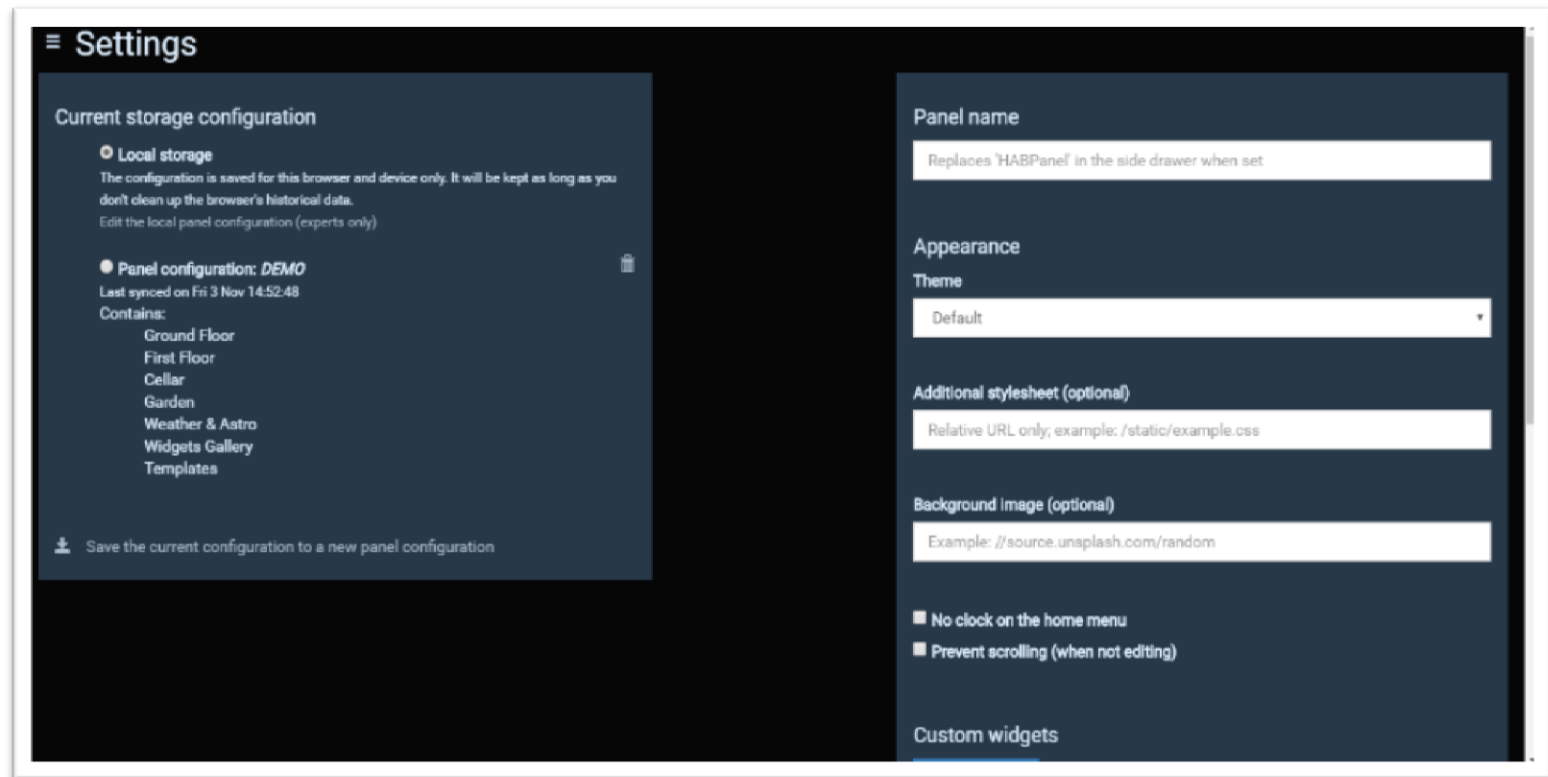 Settings
Current storage configuration
Local storage
The configuration is saved for this browser and device only. It will be kept as long as you
don't clean up the browser's historical data.
Edit the local panel configuration (experts only)
Panel configuration: DEMO
Last synced on Fri 3 Nov 14:52:48
Contains:
Ground Floor
First Floor
Cellar
Garden
Weather & Astro
Widgets Gallery
Templates
Save the current configuration to a new panel configuration
Panel name
Replaces 'HABPanel' in the side drawer when set
Appearance
Theme
Default
Additional stylesheet (optional)
Relative URL only; example: /static/example.css
Background image (optional)
Example: //source.unsplash.com/random
No clock on the home menu
Prevent scrolling (when not editing)
Custom widgets